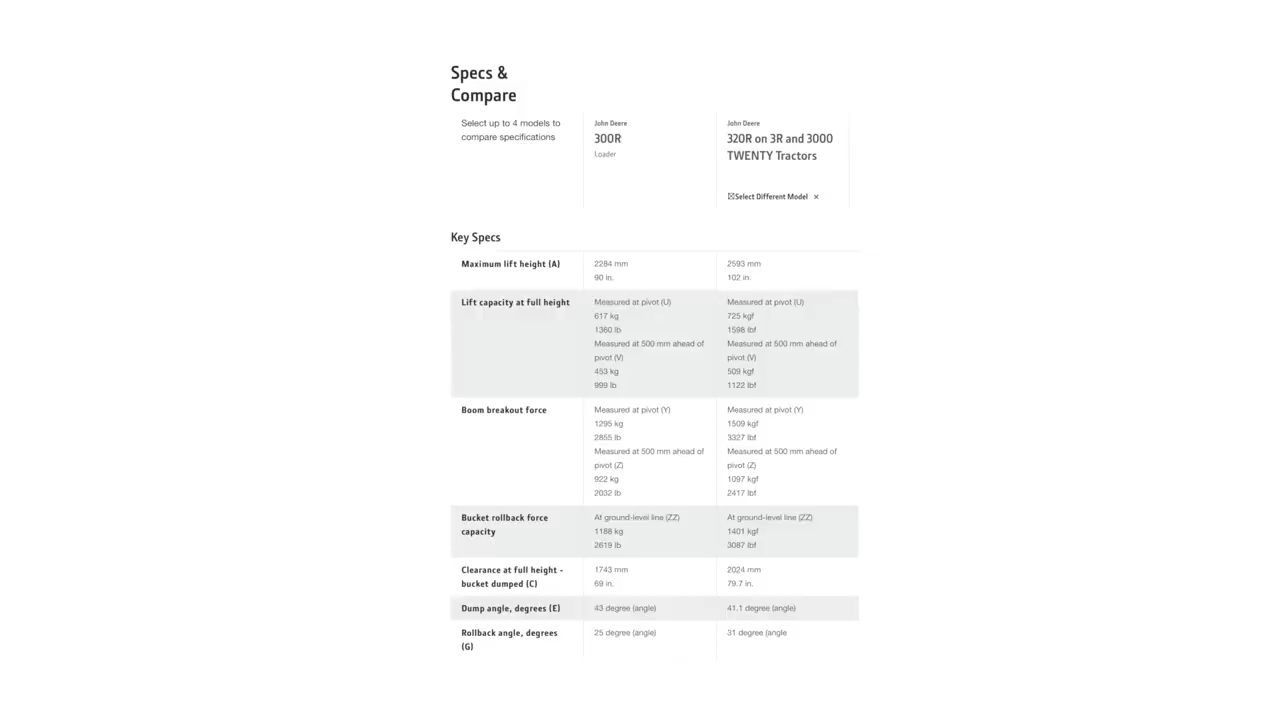 Specs &
Compare
Select up to 4 models to
compare specifications
John Deere
300R
Loader
John Deere
320R on 3R and 3000
TWENTY Tractors
☒Select Different Model ×
Key Specs
Maximum lift height (A)
2284 mm
90 in.
2593 mm
102 in.
Lift capacity at full height
Measured at pivot (U)
617 kg
1360 lb
Measured at 500 mm ahead of
pivot (V)
453 kg
999 lb
Measured at pivot (U)
725 kgf
1598 lbf
Measured at 500 mm ahead of
pivot (V)
509 kgf
1122 lbf
Boom breakout force
Measured at pivot (Y)
1295 kg
2855 lb
Measured at 500 mm ahead of
pivot (Z)
922 kg
2032 lb
Measured at pivot (Y)
1509 kgf
3327 lbf
Measured at 500 mm ahead of
pivot (Z)
1097 kgf
2417 lbf
Bucket rollback force
capacity
At ground-level line (ZZ)
1188 kg
2619 lb
At ground-level line (ZZ)
1401 kgf
3087 lbf
Clearance at full height -
bucket dumped (C)
1743 mm
69 in.
2024 mm
79.7 in.
Dump angle, degrees (E)
43 degree (angle)
41.1 degree (angle)
Rollback angle, degrees
(G)
25 degree (angle)
31 degree (angle